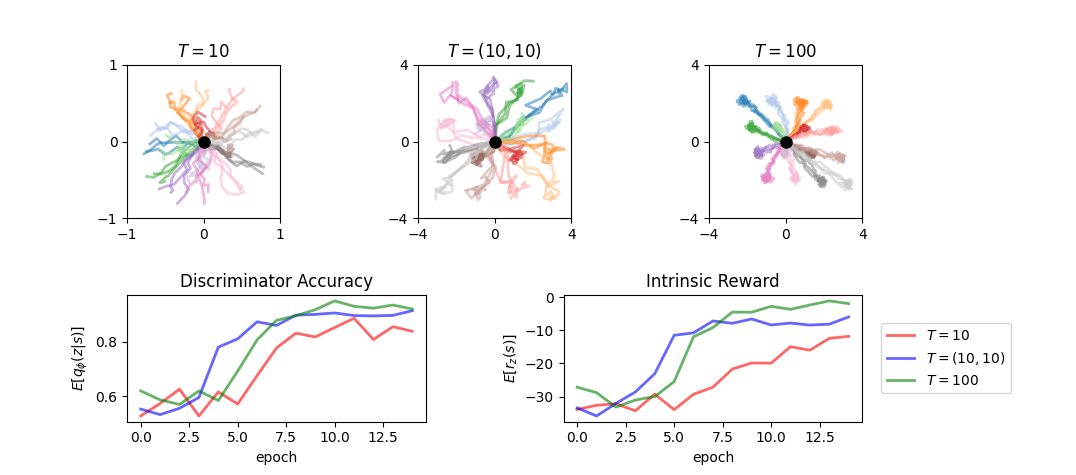 T = 10
T = (10, 10)
T = 100
1
0
−1
−1 0 1
4
0
−4
−4 0 4
4
0
−4
−4 0 4
Discriminator Accuracy
E[qϕ(z|s)]
0.8
0.6
0.0 2.5 5.0 7.5 10.0 12.5
epoch
Intrinsic Reward
E[rz(s)]
0
−10
−20
−30
0.0 2.5 5.0 7.5 10.0 12.5
epoch
T = 10
T = (10, 10)
T = 100